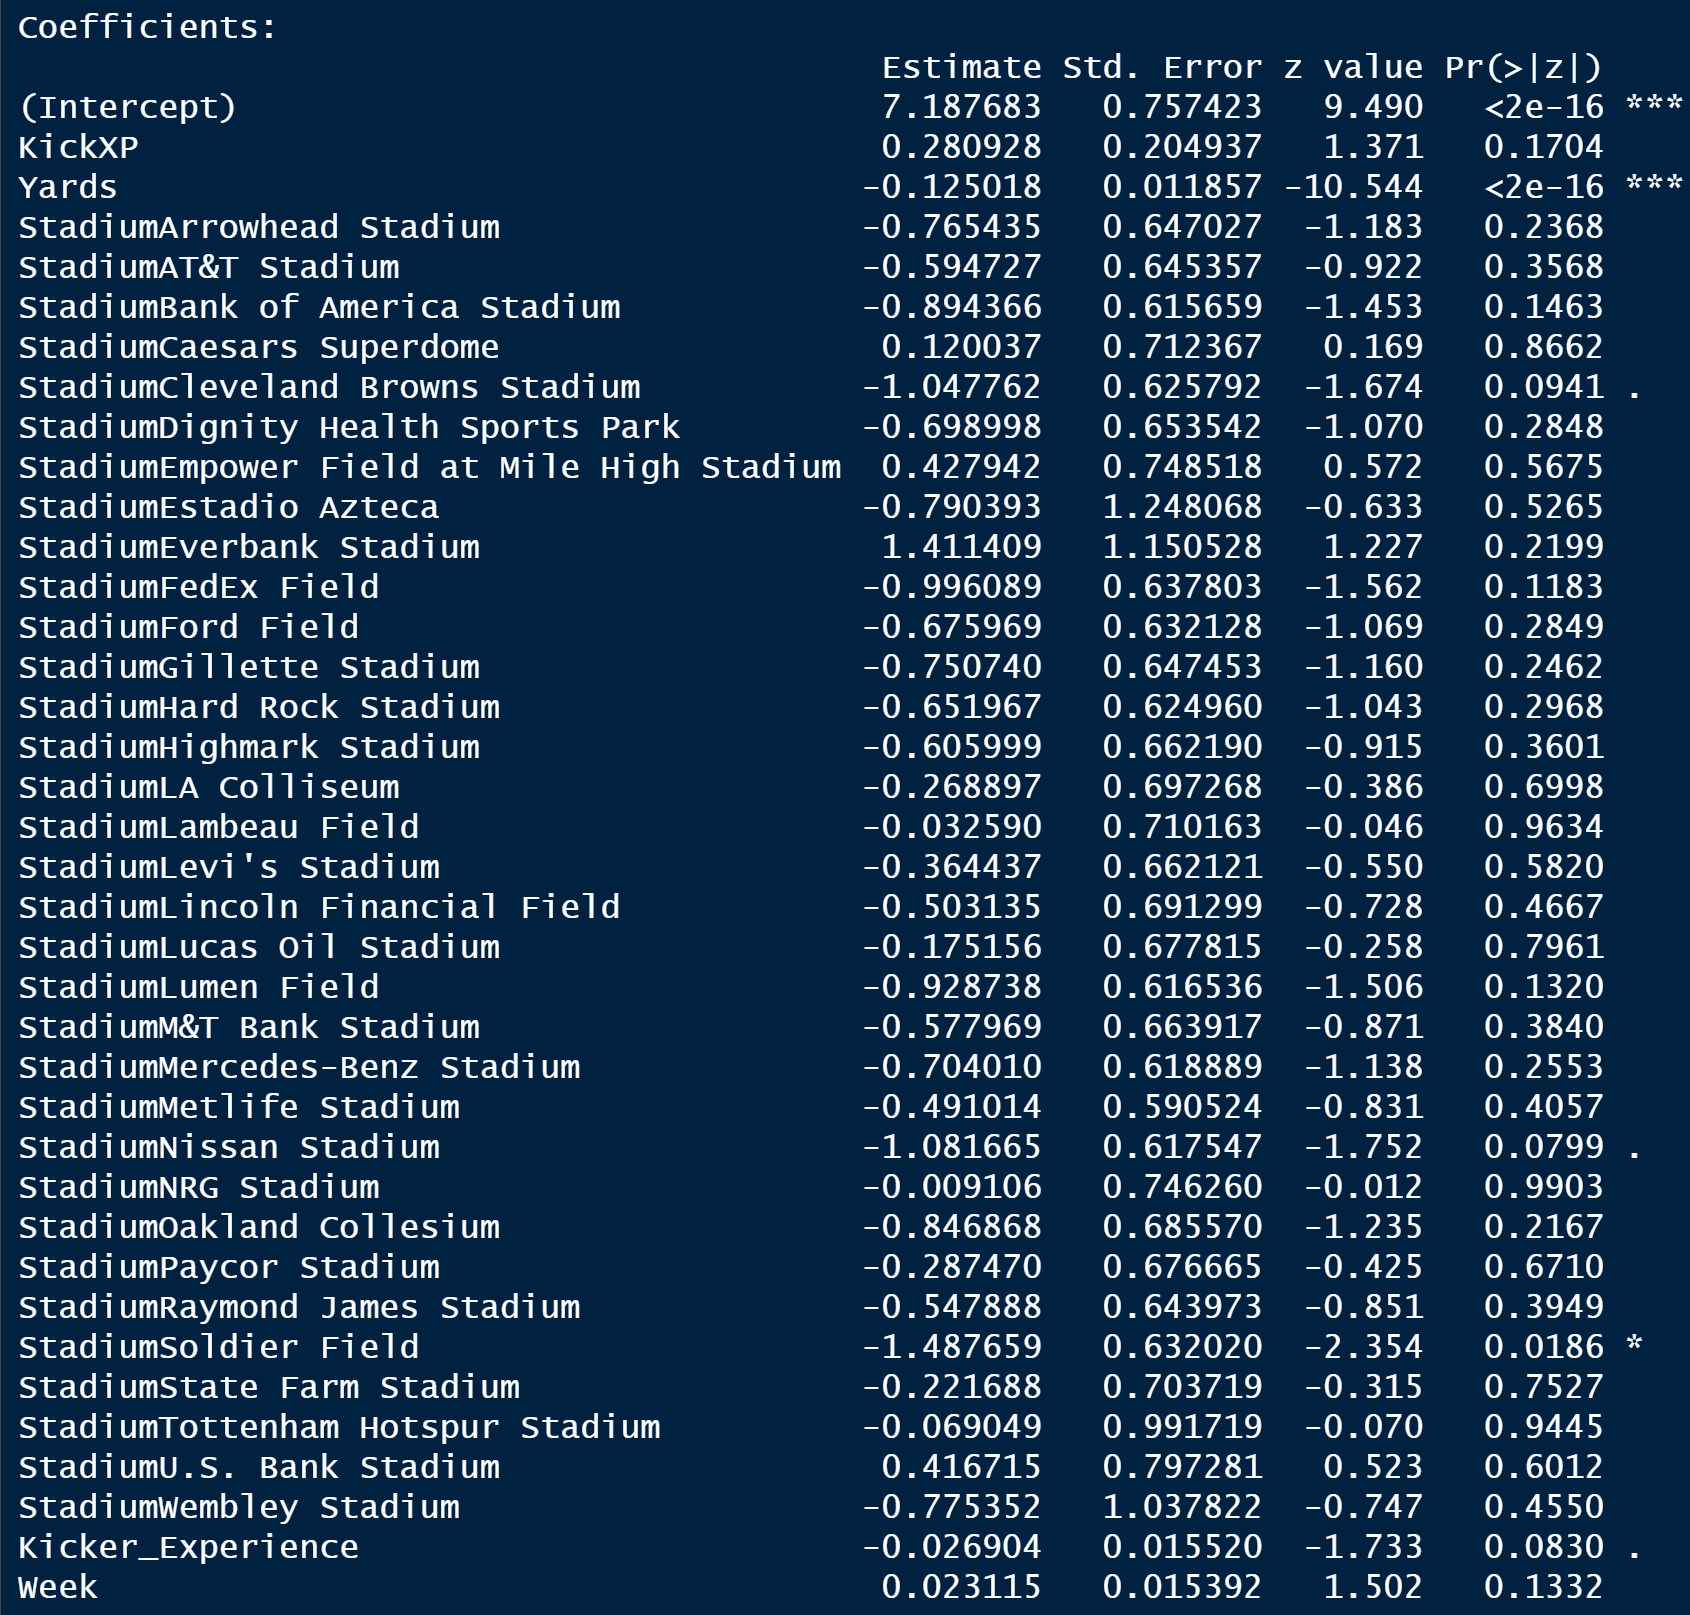 Coefficients:
Estimate Std. Error z value Pr(>|z|)
(Intercept) 7.187683 0.757423 9.490 <2e-16 ***
KickXP 0.280928 0.204937 1.371 0.1704
Yards -0.125018 0.011857 -10.544 <2e-16 ***
StadiumArrowhead Stadium -0.765435 0.647027 -1.183 0.2368
StadiumAT&T Stadium -0.594727 0.645357 -0.922 0.3568
StadiumBank of America Stadium -0.894366 0.615659 -1.453 0.1463
StadiumCaesars Superdome 0.120037 0.712367 0.169 0.8662
StadiumCleveland Browns Stadium -1.047762 0.625792 -1.674 0.0941 .
StadiumDignity Health Sports Park -0.698998 0.653542 -1.070 0.2848
StadiumEmpower Field at Mile High Stadium 0.427942 0.748518 0.572 0.5675
StadiumEstadio Azteca -0.790393 1.248068 -0.633 0.5265
StadiumEverbank Stadium 1.411409 1.150528 1.227 0.2199
StadiumFedEx Field -0.996089 0.637803 -1.562 0.1183
StadiumFord Field -0.675969 0.632128 -1.069 0.2849
StadiumGillette Stadium -0.750740 0.647453 -1.160 0.2462
StadiumHard Rock Stadium -0.651967 0.624960 -1.043 0.2968
StadiumHighmark Stadium -0.605999 0.662190 -0.915 0.3601
StadiumLA Colliseum -0.268897 0.697268 -0.386 0.6998
StadiumLambeau Field -0.032590 0.710163 -0.046 0.9634
StadiumLevi's Stadium -0.364437 0.662121 -0.550 0.5820
StadiumLincoln Financial Field -0.503135 0.691299 -0.728 0.4667
StadiumLucas Oil Stadium -0.175156 0.677815 -0.258 0.7961
StadiumLumen Field -0.928738 0.616536 -1.506 0.1320
StadiumM&T Bank Stadium -0.577969 0.663917 -0.871 0.3840
StadiumMercedes-Benz Stadium -0.704010 0.618889 -1.138 0.2553
StadiumMetlife Stadium -0.491014 0.590524 -0.831 0.4057
StadiumNissan Stadium -1.081665 0.617547 -1.752 0.0799 .
StadiumNRG Stadium -0.009106 0.746260 -0.012 0.9903
StadiumOakland Collesium -0.846868 0.685570 -1.235 0.2167
StadiumPaycor Stadium -0.287470 0.676665 -0.425 0.6710
StadiumRaymond James Stadium -0.547888 0.643973 -0.851 0.3949
StadiumSoldier Field -1.487659 0.632020 -2.354 0.0186 *
StadiumState Farm Stadium -0.221688 0.703719 -0.315 0.7527
StadiumTottenham Hotspur Stadium -0.069049 0.991719 -0.070 0.9445
StadiumU.S. Bank Stadium 0.416715 0.797281 0.523 0.6012
StadiumWembley Stadium -0.775352 1.037822 -0.747 0.4550
Kicker_Experience -0.026904 0.015520 -1.733 0.0830 .
Week 0.023115 0.015392 1.502 0.1332